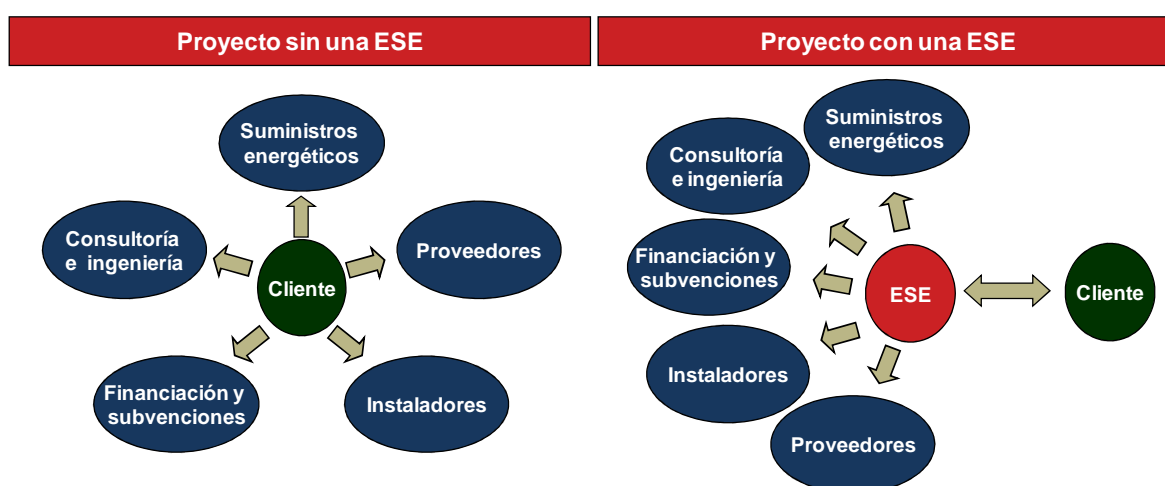 Proyecto sin una ESE
Suministros
energéticos
Consultoría
e ingeniería
Proveedores
Cliente
Financiación y
subvenciones
Instaladores
Proyecto con una ESE
Suministros
energéticos
Consultoría
e ingeniería
Financiación y
subvenciones
ESE
Cliente
Instaladores
Proveedores